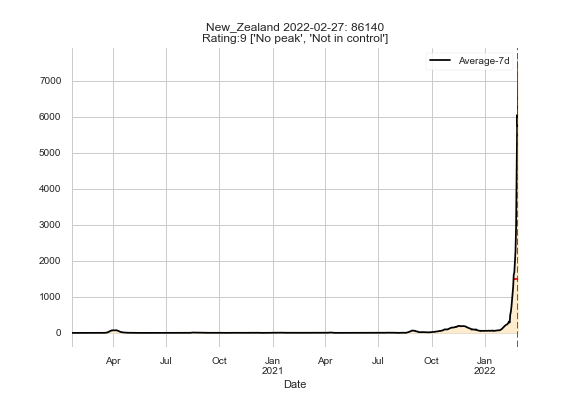 New_Zealand 2022-02-27: 86140
Rating:9 ['No peak', 'Not in control']
Average-7d
7000
6000
5000
4000
3000
2000
1000
0
Apr Jul Oct Jan Apr Jul Oct Jan
2021 2022
Date